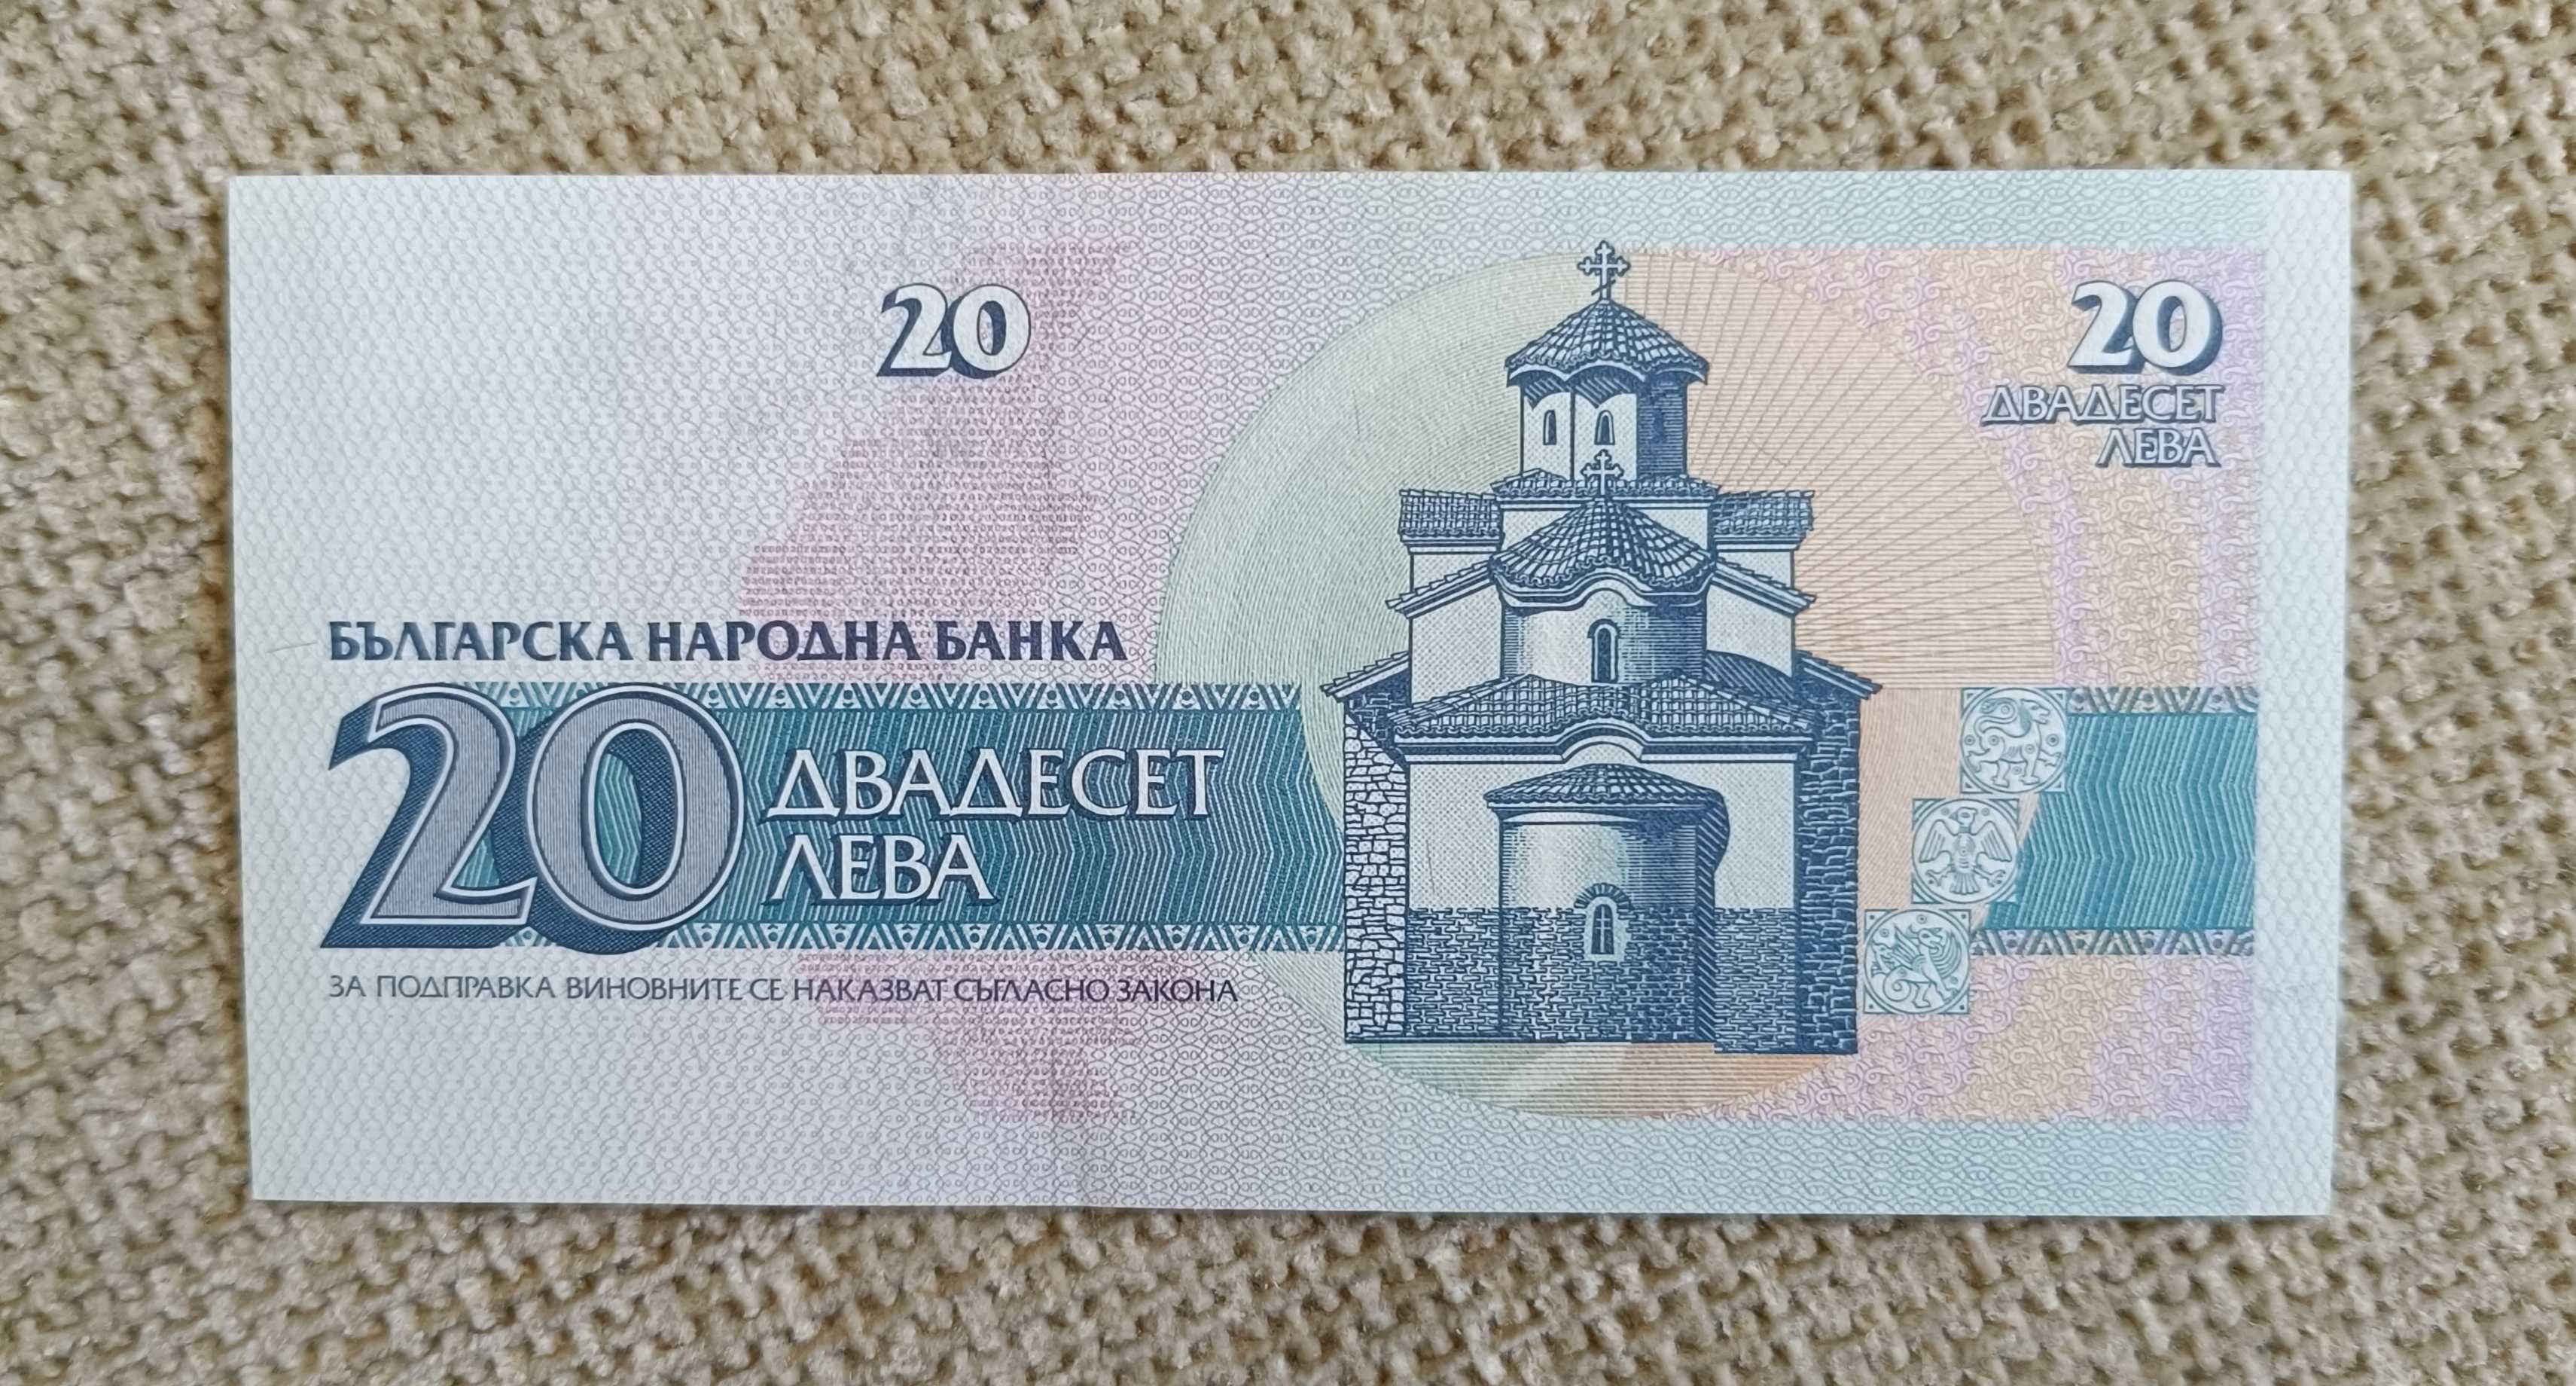 20
20
ДВАДЕСЕТ
ЛЕВА
БЪЛГАРСКА НАРОДНА БАНКА
20
ДВАДЕСЕТ
ЛЕВА
ЗА ПОДПРАВКА ВИНОВНИТЕ СЕ НАКАЗВАТ СЪГЛАСНО ЗАКОНА